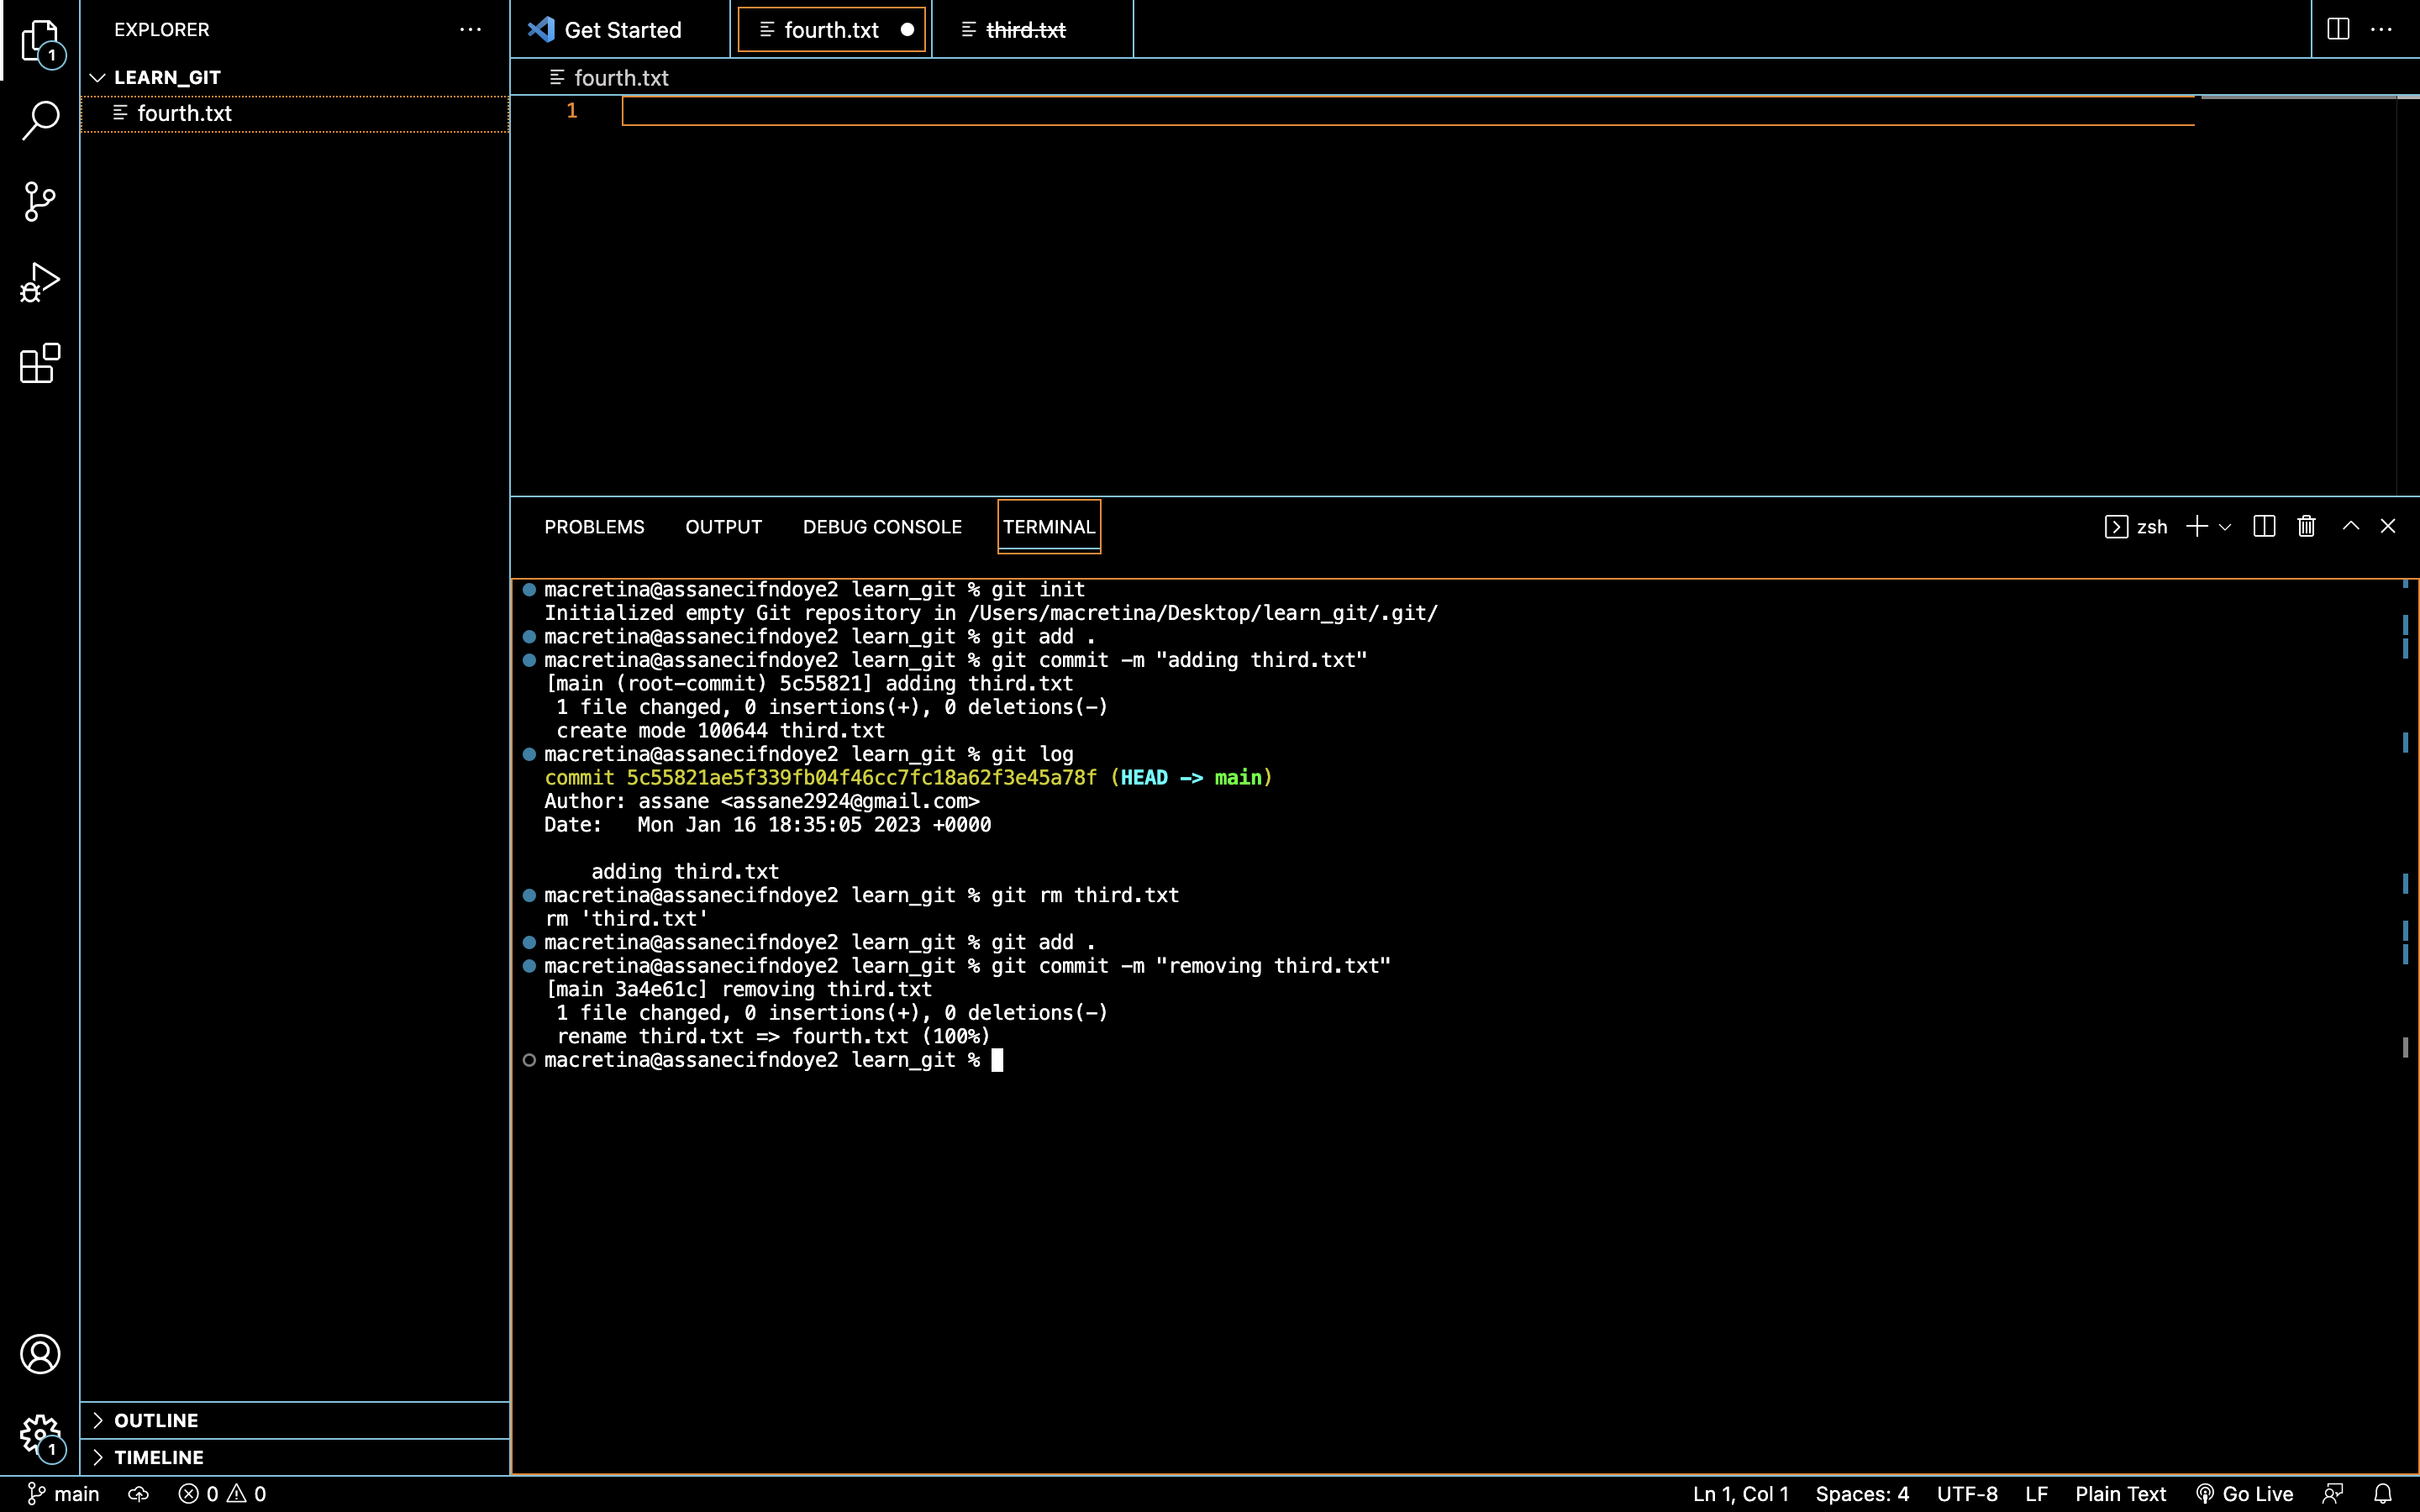 EXPLORER
LEARN_GIT
fourth.txt
OUTLINE
TIMELINE
1
1
Get Started
fourth.txt
third.txt
fourth.txt
1
PROBLEMS OUTPUT DEBUG CONSOLE TERMINAL
zsh
macretina@assanecifndoye2 learn_git % git init
Initialized empty Git repository in /Users/macretina/Desktop/learn_git/.git/
macretina@assanecifndoye2 learn_git % git add .
macretina@assanecifndoye2 learn_git % git commit -m "adding third.txt"
[main (root-commit) 5c55821] adding third.txt
 1 file changed, 0 insertions(+), 0 deletions(-)
 create mode 100644 third.txt
macretina@assanecifndoye2 learn_git % git log
commit 5c55821ae5f339fb04f46cc7fc18a62f3e45a78f (HEAD -> main)
Author: assane <assane2924@gmail.com>
Date:   Mon Jan 16 18:35:05 2023 +0000
    adding third.txt
macretina@assanecifndoye2 learn_git % git rm third.txt
rm 'third.txt'
macretina@assanecifndoye2 learn_git % git add .
macretina@assanecifndoye2 learn_git % git commit -m "removing third.txt"
[main 3a4e61c] removing third.txt
 1 file changed, 0 insertions(+), 0 deletions(-)
 rename third.txt => fourth.txt (100%)
macretina@assanecifndoye2 learn_git %
main 0 0 Ln 1, Col 1 Spaces: 4 UTF-8 LF Plain Text Go Live